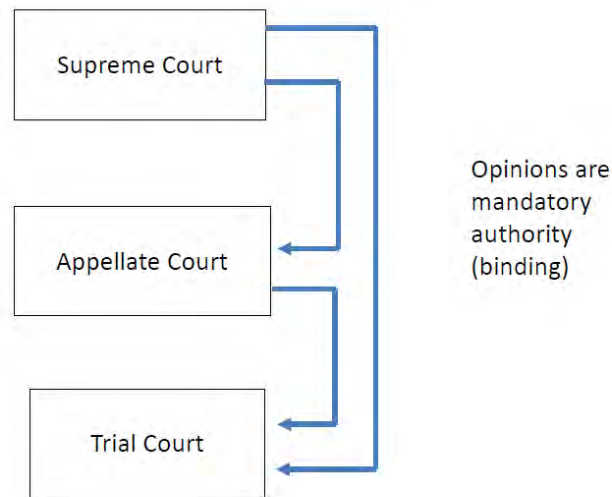 Supreme Court
Opinions are
mandatory
authority
(binding)
Appellate Court
Trial Court